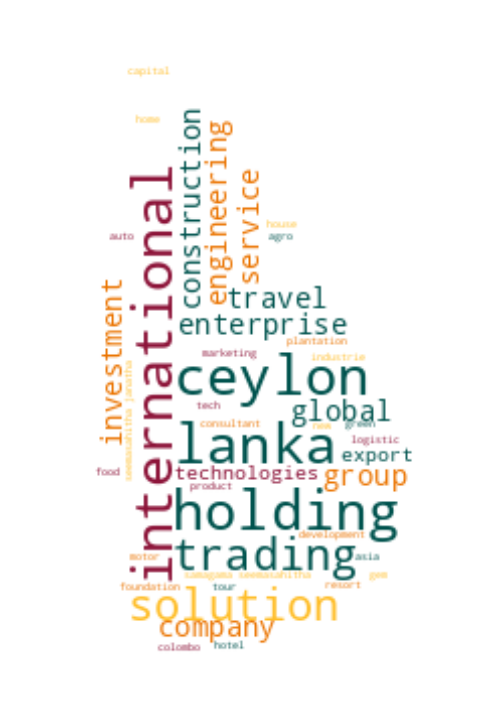 capital
home
construction
engineering
international
service
house
auto
agro
investment
travel
enterprise
plantation
marketing
industrie
ceylon
seemasahitha janatha
tech
global
consultant
new
green
lanka
logistic
export
food
technologies
group
product
holding
development
trading
motor
asia
samagama seemasahitha
gem
foundation
tour
resort
solution
company
colombo
hotel